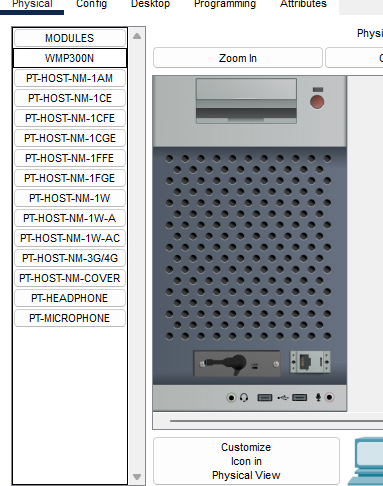 Physical Config Desktop Programming Attributes
MODULES
WMP300N
PT-HOST-NM-1AM
PT-HOST-NM-1CE
PT-HOST-NM-1CFE
PT-HOST-NM-1CGE
PT-HOST-NM-1FFE
PT-HOST-NM-1FGE
PT-HOST-NM-1W
PT-HOST-NM-1W-A
PT-HOST-NM-1W-AC
PT-HOST-NM-3G/4G
PT-HOST-NM-COVER
PT-HEADPHONE
PT-MICROPHONE
Physi
Zoom In
Customize
Icon in
Physical View